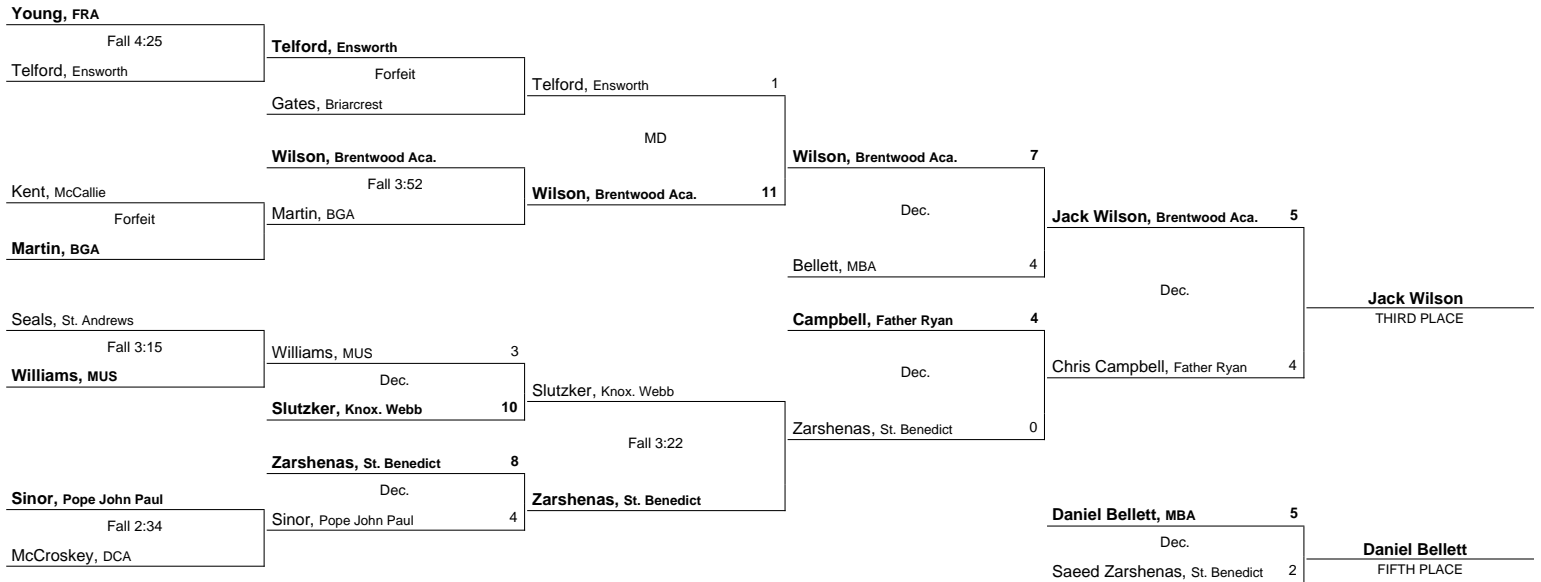 Young, FRA
Fall 4:25
Telford, Ensworth
Kent, McCallie
Forfeit
Martin, BGA
Seals, St. Andrews
Fall 3:15
Williams, MUS
Sinor, Pope John Paul
Fall 2:34
McCroskey, DCA
Telford, Ensworth
Forfeit
Gates, Briarcrest
Wilson, Brentwood Aca.
Fall 3:52
Martin, BGA
Williams, MUS 3
Dec.
Slutzker, Knox. Webb 10
Zarshenas, St. Benedict 8
Dec.
Sinor, Pope John Paul 4
Telford, Ensworth 1
MD
Wilson, Brentwood Aca. 11
Slutzker, Knox. Webb
Fall 3:22
Zarshenas, St. Benedict
Wilson, Brentwood Aca. 7
Dec.
Bellett, MBA 4
Campbell, Father Ryan 4
Dec.
Zarshenas, St. Benedict 0
Jack Wilson, Brentwood Aca. 5
Dec.
Chris Campbell, Father Ryan 4
Jack Wilson
THIRD PLACE
Daniel Bellett, MBA 5
Dec.
Saeed Zarshenas, St. Benedict 2
Daniel Bellett
FIFTH PLACE